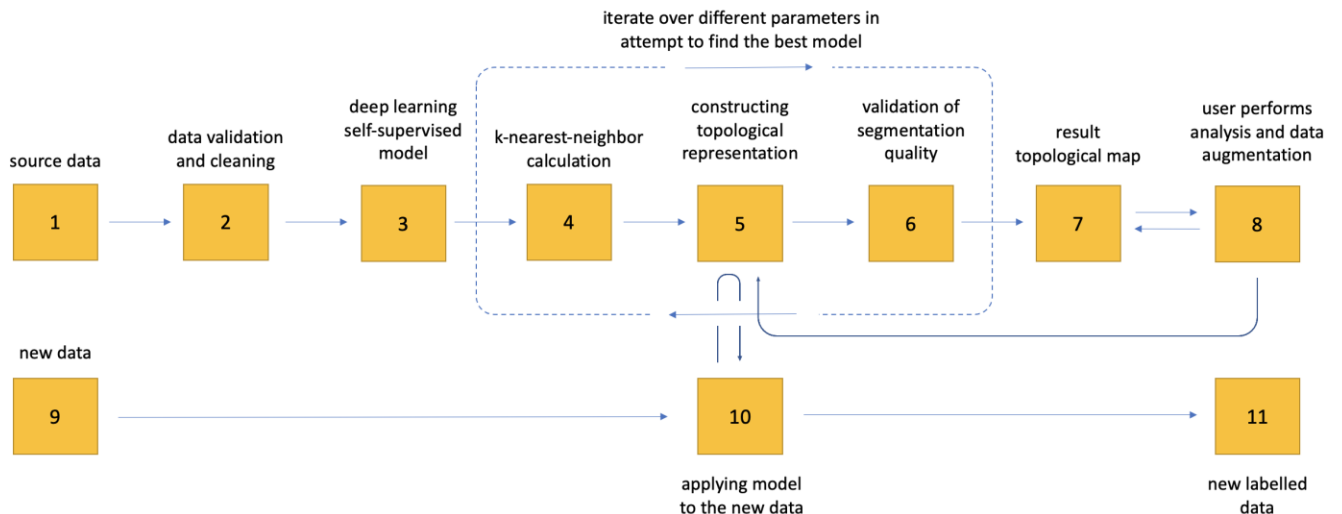 iterate over different parameters in
attempt to find the best model
source data
data validation
and cleaning
deep learning
self-supervised
model
k-nearest-neighbor
calculation
constructing
topological
representation
validation of
segmentation
quality
result
topological map
user performs
analysis and data
augmentation
1
2
3
4
5
6
7
8
new data
9
10
11
applying model
to the new data
new labelled
data